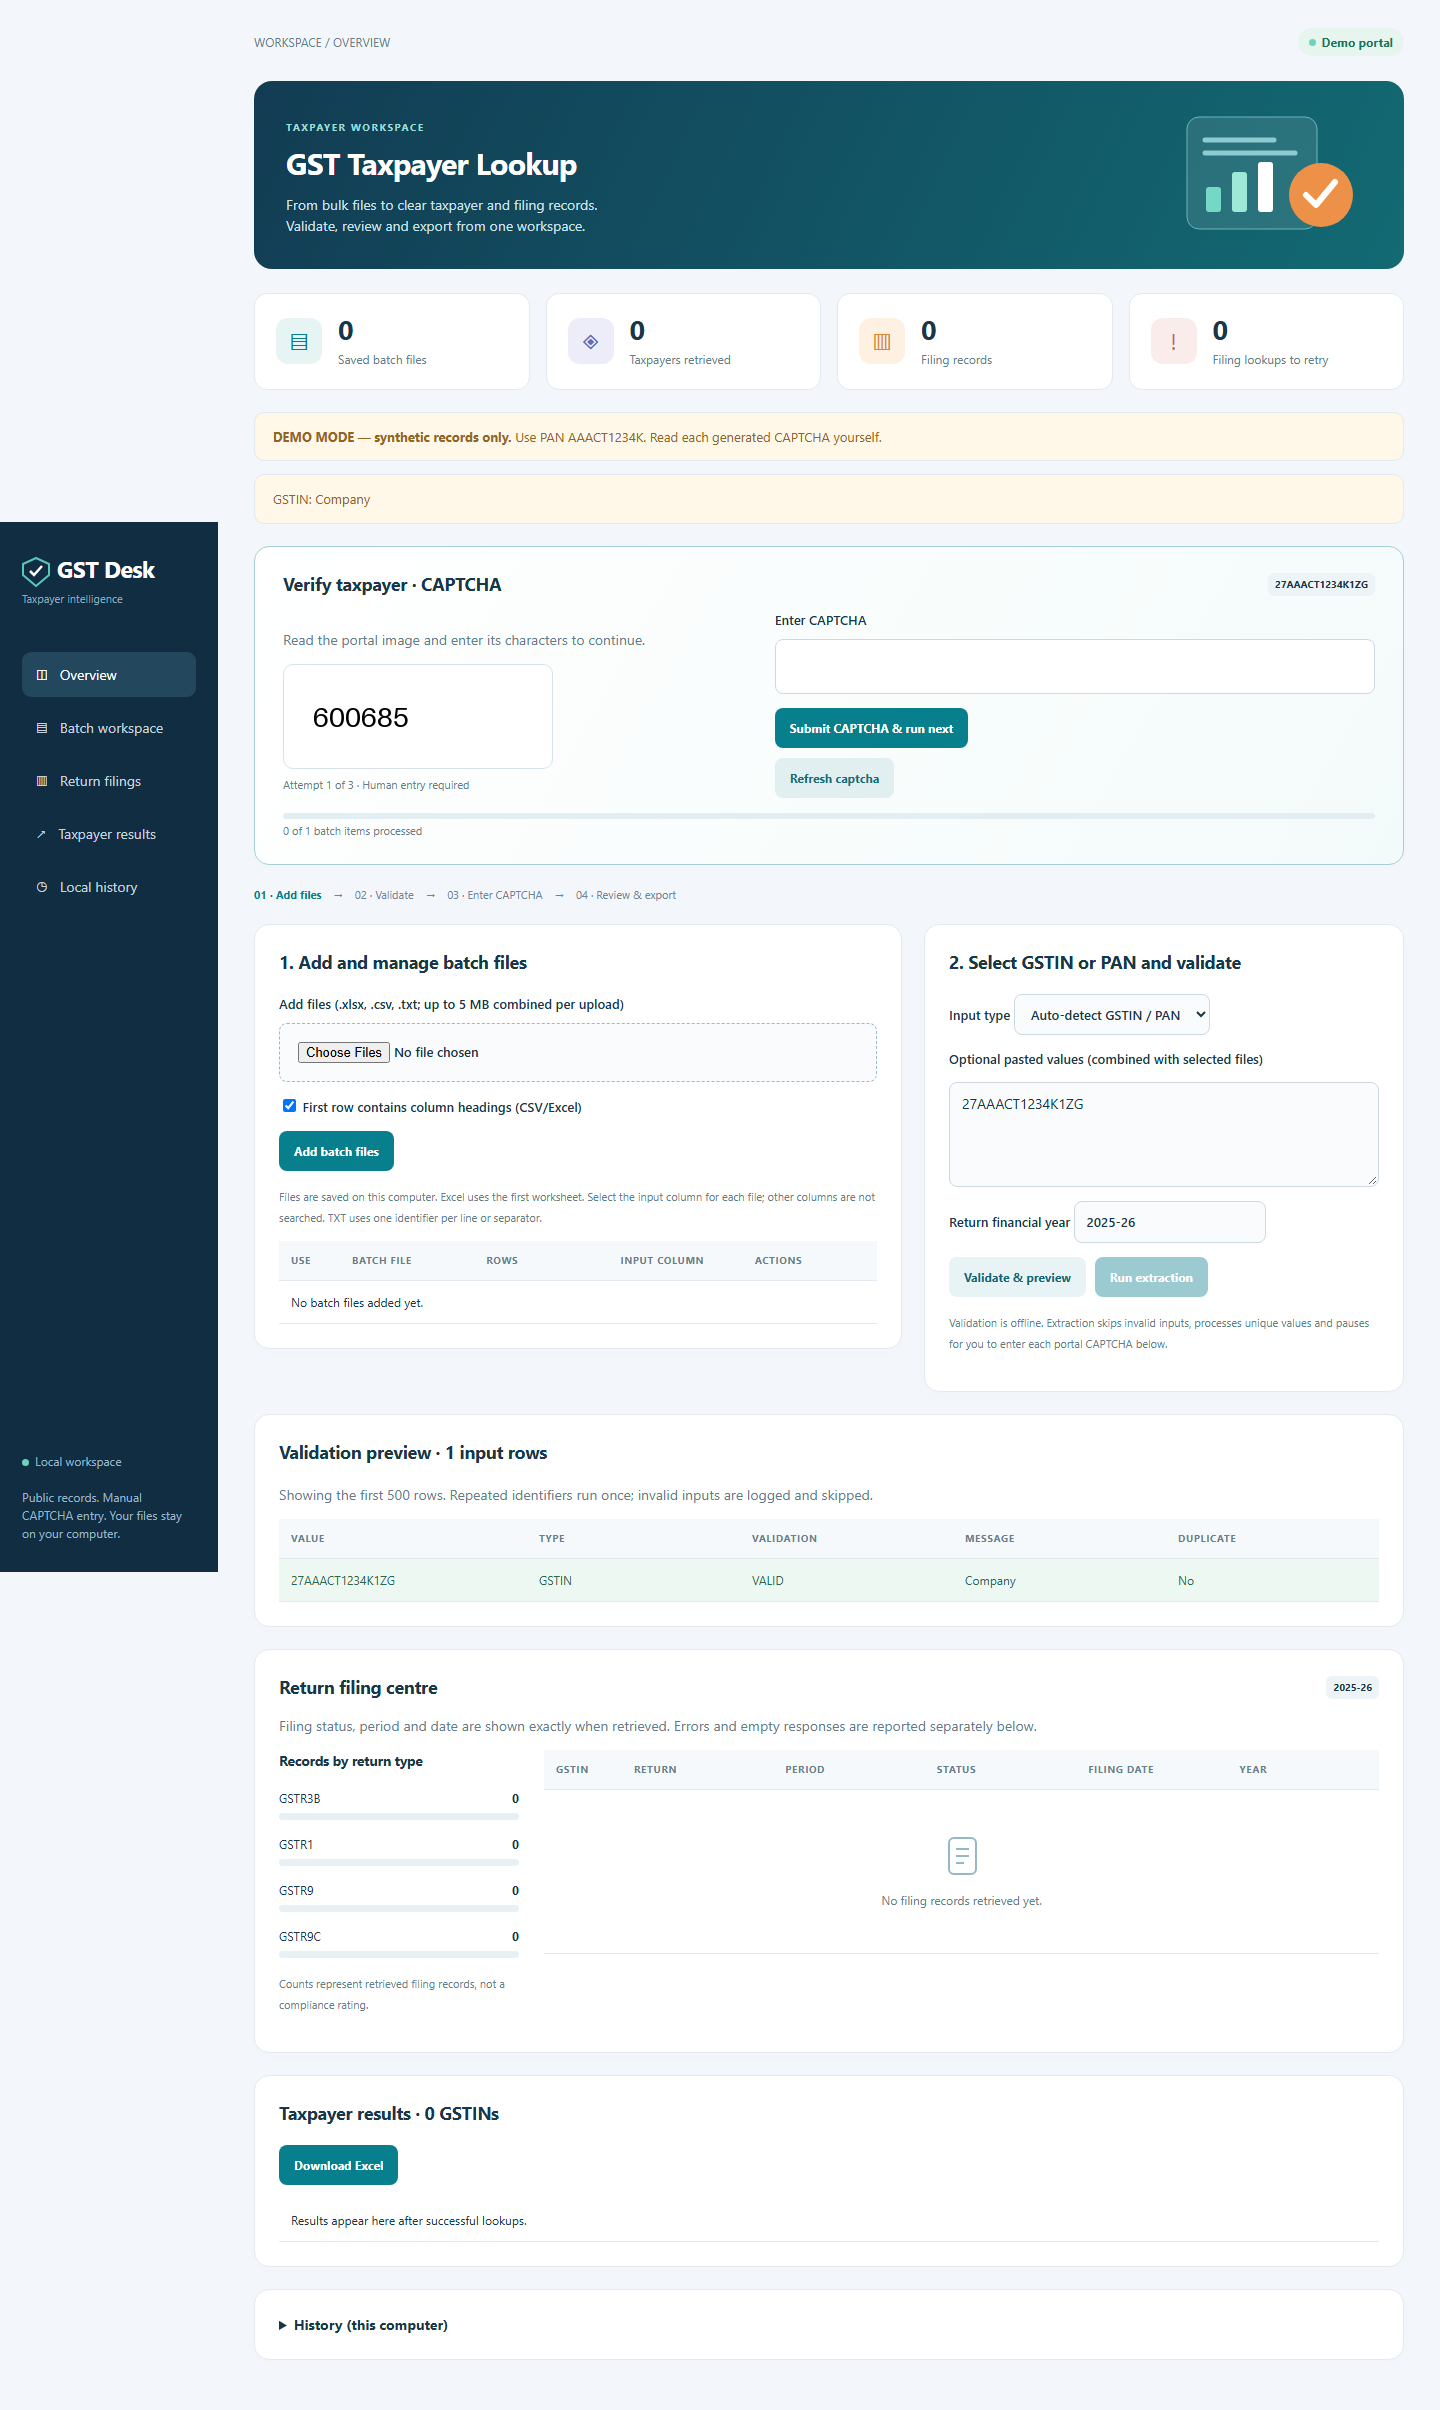 WORKSPACE / OVERVIEW
Demo portal
TAXPAYER WORKSPACE
GST Taxpayer Lookup
From bulk files to clear taxpayer and filing records.
Validate, review and export from one workspace.
0
Saved batch files
0
Taxpayers retrieved
0
Filing records
!
0
Filing lookups to retry
DEMO MODE — synthetic records only. Use PAN AAACT1234K. Read each generated CAPTCHA yourself.
GSTIN: Company
GST Desk
Taxpayer intelligence
Overview
Batch workspace
Return filings
Taxpayer results
Local history
Local workspace
Public records. Manual
CAPTCHA entry. Your files stay
on your computer.
Verify taxpayer · CAPTCHA
27AAACT1234K1ZG
Read the portal image and enter its characters to continue.
600685
Attempt 1 of 3 · Human entry required
Enter CAPTCHA
Submit CAPTCHA & run next
Refresh captcha
0 of 1 batch items processed
01 · Add files → 02 · Validate → 03 · Enter CAPTCHA → 04 · Review & export
1. Add and manage batch files
Add files (.xlsx, .csv, .txt; up to 5 MB combined per upload)
Choose Files No file chosen
First row contains column headings (CSV/Excel)
Add batch files
Files are saved on this computer. Excel uses the first worksheet. Select the input column for each file; other columns are not
searched. TXT uses one identifier per line or separator.
USE BATCH FILE ROWS INPUT COLUMN ACTIONS
No batch files added yet.
2. Select GSTIN or PAN and validate
Input type Auto-detect GSTIN / PAN
Optional pasted values (combined with selected files)
27AAACT1234K1ZG
Return financial year 2025-26
Validate & preview Run extraction
Validation is offline. Extraction skips invalid inputs, processes unique values and pauses
for you to enter each portal CAPTCHA below.
Validation preview · 1 input rows
Showing the first 500 rows. Repeated identifiers run once; invalid inputs are logged and skipped.
VALUE TYPE VALIDATION MESSAGE DUPLICATE
27AAACT1234K1ZG GSTIN VALID Company No
Return filing centre
2025-26
Filing status, period and date are shown exactly when retrieved. Errors and empty responses are reported separately below.
Records by return type
GSTR3B 0
GSTR1 0
GSTR9 0
GSTR9C 0
Counts represent retrieved filing records, not a
compliance rating.
GSTIN RETURN PERIOD STATUS FILING DATE YEAR
No filing records retrieved yet.
Taxpayer results · 0 GSTINs
Download Excel
Results appear here after successful lookups.
History (this computer)